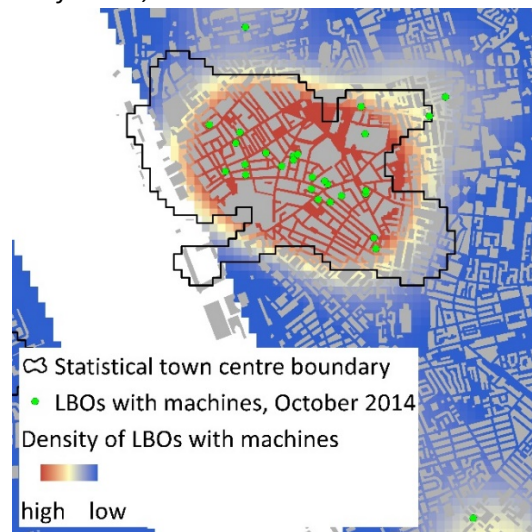 Statistical town centre boundary
LBOs with machines, October 2014
Density of LBOs with machines
high low